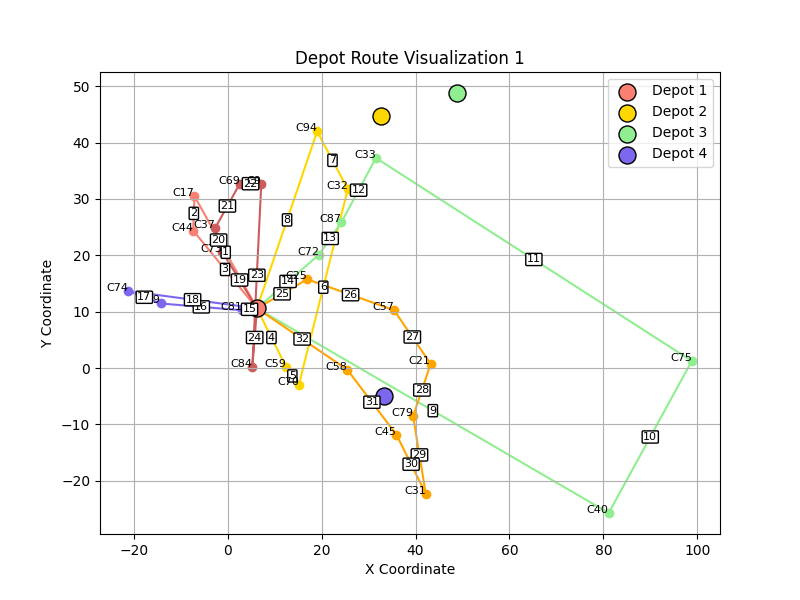 Depot Route Visualization 1
Depot 1
Depot 2
Depot 3
Depot 4
Y Coordinate
50
40
30
20
10
0
−10
−20
C94
7
C33
C69
22
C32
12
C17
21
2
8
C87
C37
C44
20
13
11
1
C72
3
19
23
14
C25
6
C74
17
18
16
C81
15
25
26
C57
24
4
32
27
C84
C59
5
C70
C58
C21
C75
28
31
C79
9
C45
29
30
10
C31
C40
−20
0
20
40
60
80
100
X Coordinate